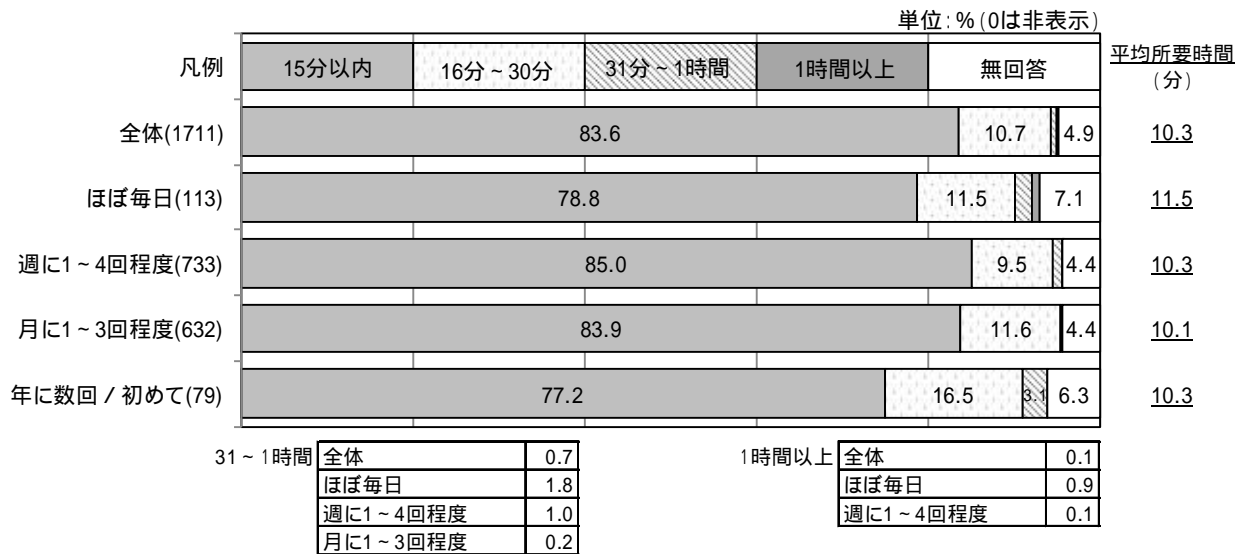 単位:%(0は非表示)
凡例 15分以内 16分~30分 31分~1時間 1時間以上 無回答 平均所要時間
(分)
全体(1711) 83.6 10.7 4.9 10.3
ほぼ毎日(113) 78.8 11.5 7.1 11.5
週に1~4回程度(733) 85.0 9.5 4.4 10.3
月に1~3回程度(632) 83.9 11.6 4.4 10.1
年に数回/初めて(79) 77.2 16.5 3.1 6.3 10.3
31~1時間 全体 0.7 1時間以上 全体 0.1
ほぼ毎日 1.8 ほぼ毎日 0.9
週に1~4回程度 1.0 週に1~4回程度 0.1
月に1~3回程度 0.2